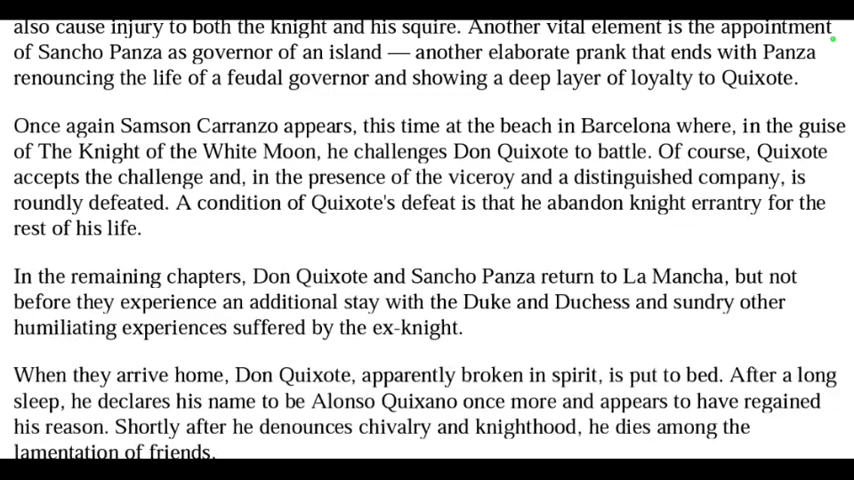 also cause injury to both the knight and his squire. Another vital element is the appointment
of Sancho Panza as governor of an island — another elaborate prank that ends with Panza
renouncing the life of a feudal governor and showing a deep layer of loyalty to Quixote.
Once again Samson Carranzo appears, this time at the beach in Barcelona where, in the guise
of The Knight of the White Moon, he challenges Don Quixote to battle. Of course, Quixote
accepts the challenge and, in the presence of the viceroy and a distinguished company, is
roundly defeated. A condition of Quixote's defeat is that he abandon knight errantry for the
rest of his life.
In the remaining chapters, Don Quixote and Sancho Panza return to La Mancha, but not
before they experience an additional stay with the Duke and Duchess and sundry other
humiliating experiences suffered by the ex-knight.
When they arrive home, Don Quixote, apparently broken in spirit, is put to bed. After a long
sleep, he declares his name to be Alonso Quixano once more and appears to have regained
his reason. Shortly after he denounces chivalry and knighthood, he dies among the
lamentation of friends.